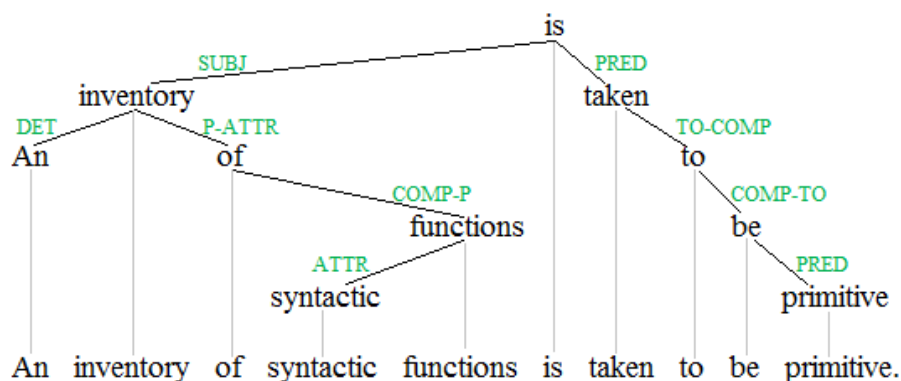 is
SUBJ PRED
inventory taken
DET P-ATTR TO-COMP
An of to
COMP-P COMP-TO
functions be
ATTR PRED
syntactic primitive
An inventory of syntactic functions is taken to be primitive.